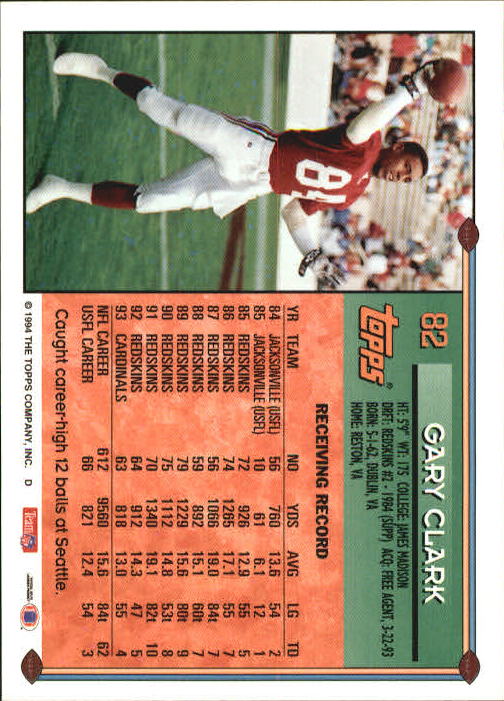 82
GARY CLARK
TOPPS®
HT: 5'9" WT: 175 COLLEGE: JAMES MADISON
DRFT: REDSKINS #2 - 1984 (SUPP) ACQ: FREE AGENT, 3-22-93
BORN: 5-1-62, DUBLIN, VA
HOME: RESTON, VA
RECEIVING RECORD
YR TEAM NO YDS AVG LG TD
84 JACKSONVILLE (USFL) 56 760 13.6 54 2
85 JACKSONVILLE (USFL) 10 61 6.1 12 1
85 REDSKINS 72 926 12.9 55 5
86 REDSKINS 74 1265 17.1 55 7
87 REDSKINS 56 1066 19.0 84t 7
88 REDSKINS 59 892 15.1 60t 7
89 REDSKINS 79 1229 15.6 80t 9
90 REDSKINS 75 1112 14.8 53t 8
91 REDSKINS 70 1340 19.1 82t 10
92 REDSKINS 64 912 14.3 47 5
93 CARDINALS 63 818 13.0 55 4
NFL CAREER 612 9560 15.6 84t 62
USFL CAREER 66 821 12.4 54 3
Caught career-high 12 balls at Seattle.
© 1994 THE TOPPS COMPANY, INC. D
Team NFL
84